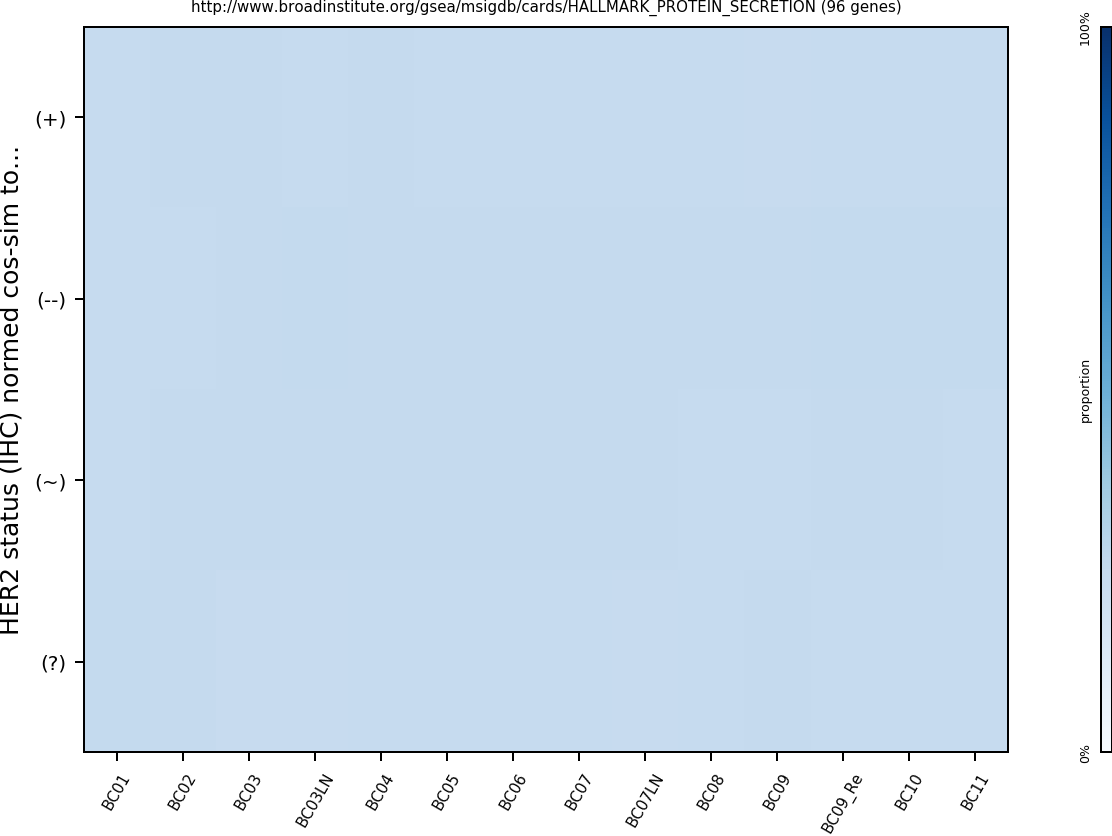 http://www.broadinstitute.org/gsea/msigdb/cards/HALLMARK_PROTEIN_SECRETION (96 genes)
HER2 status (IHC) normed cos-sim to...
(+)
(--)
(~)
(?)
BC01
BC02
BC03
BC03LN
BC04
BC05
BC06
BC07
BC07LN
BC08
BC09
BC09_Re
BC10
BC11
100%
proportion
0%